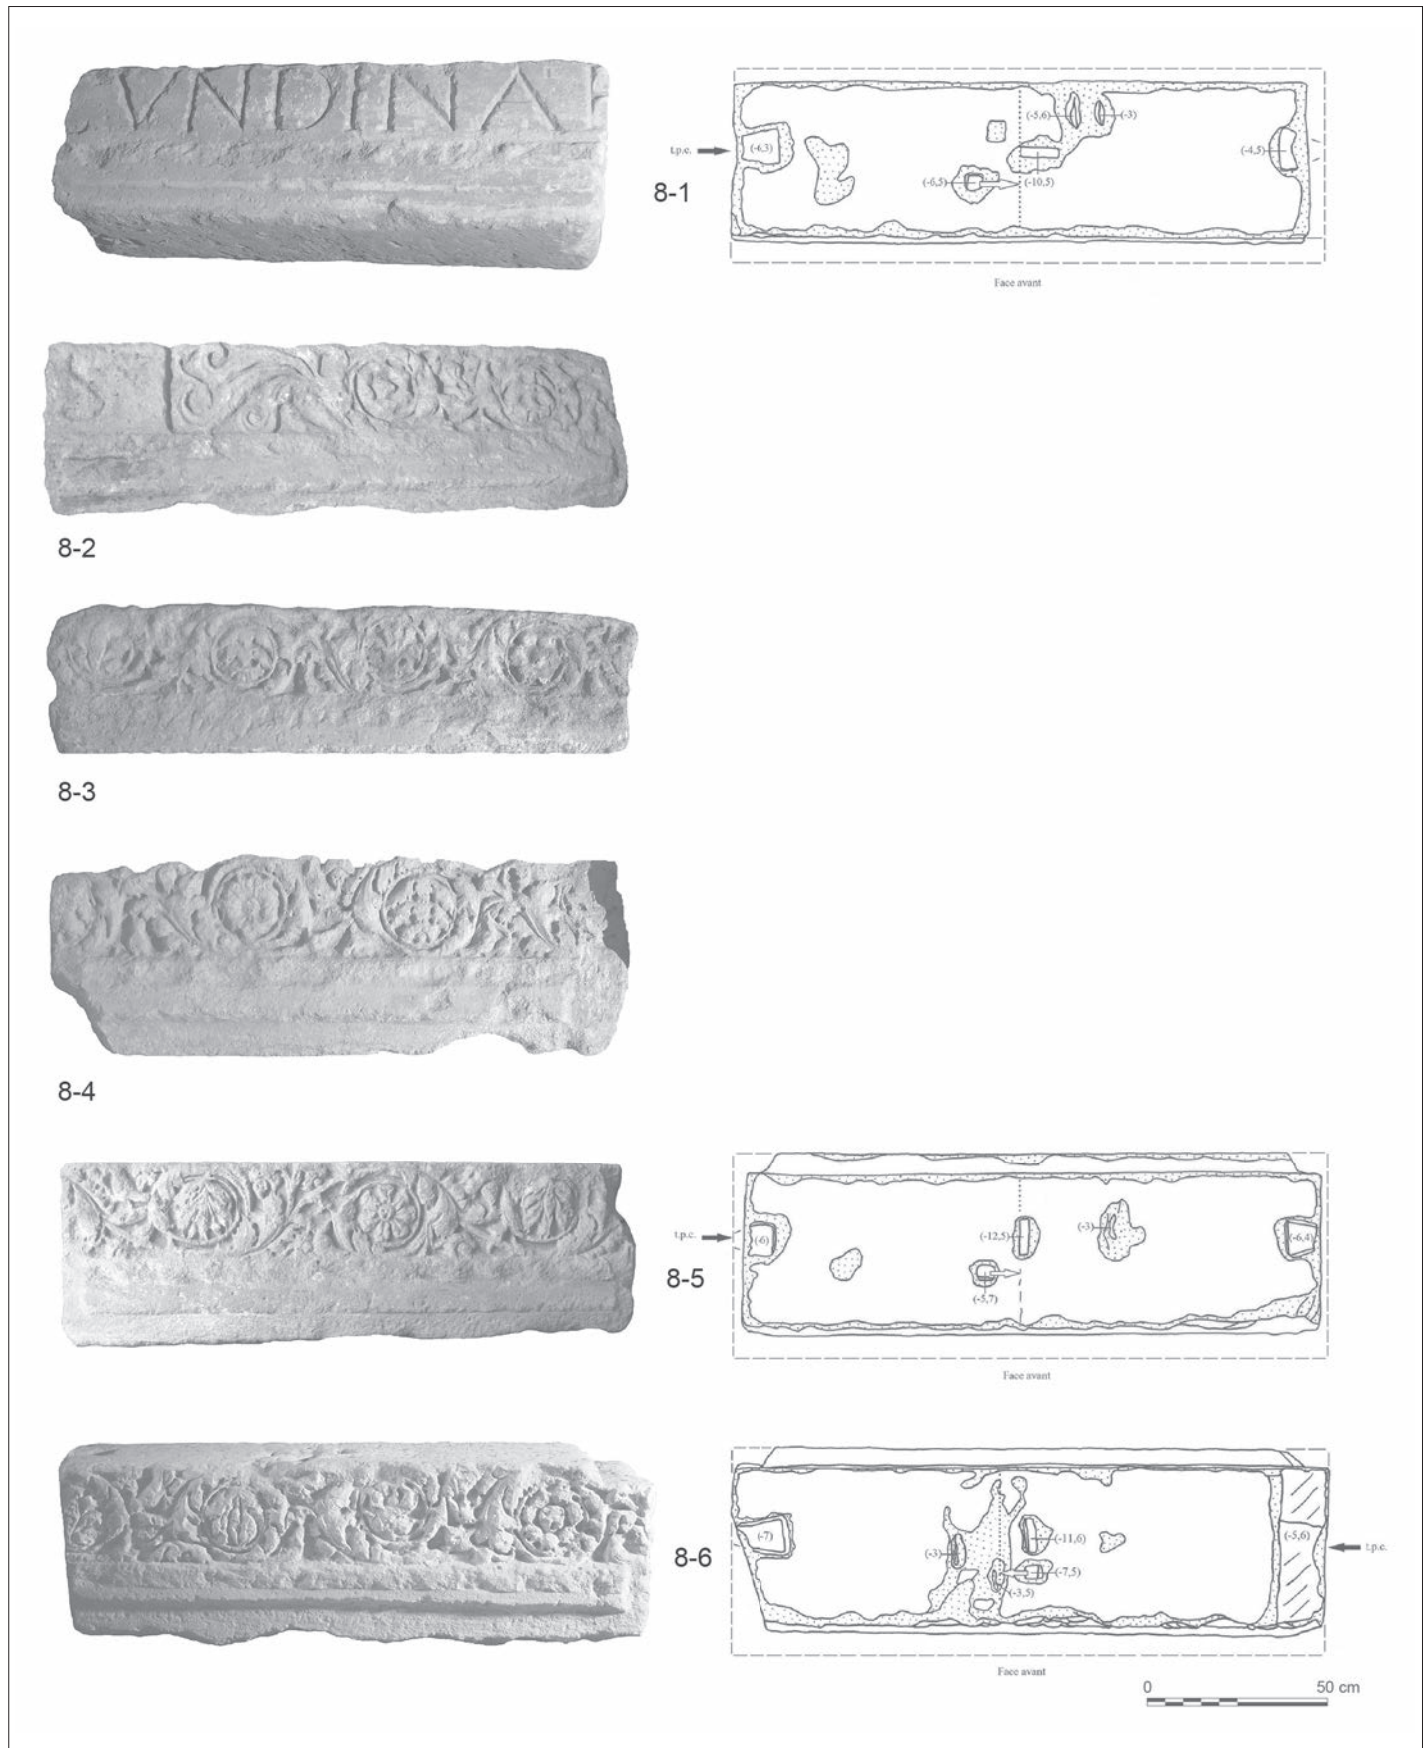 VNDINA
(-5,6)
(-3)
t.p.c.
(-6,3)
(-4,5)
8-1
(-6,5)
(-10,5)
Face avant
8-2
8-3
8-4
t.p.c.
(-6)
(-12,5)
(-3)
(-6,4)
8-5
(-5,7)
Face avant
(-7)
(-11,6)
(-5,6)
t.p.c.
8-6
(-3)
(-7,5)
(-3,5)
Face avant
0 50 cm